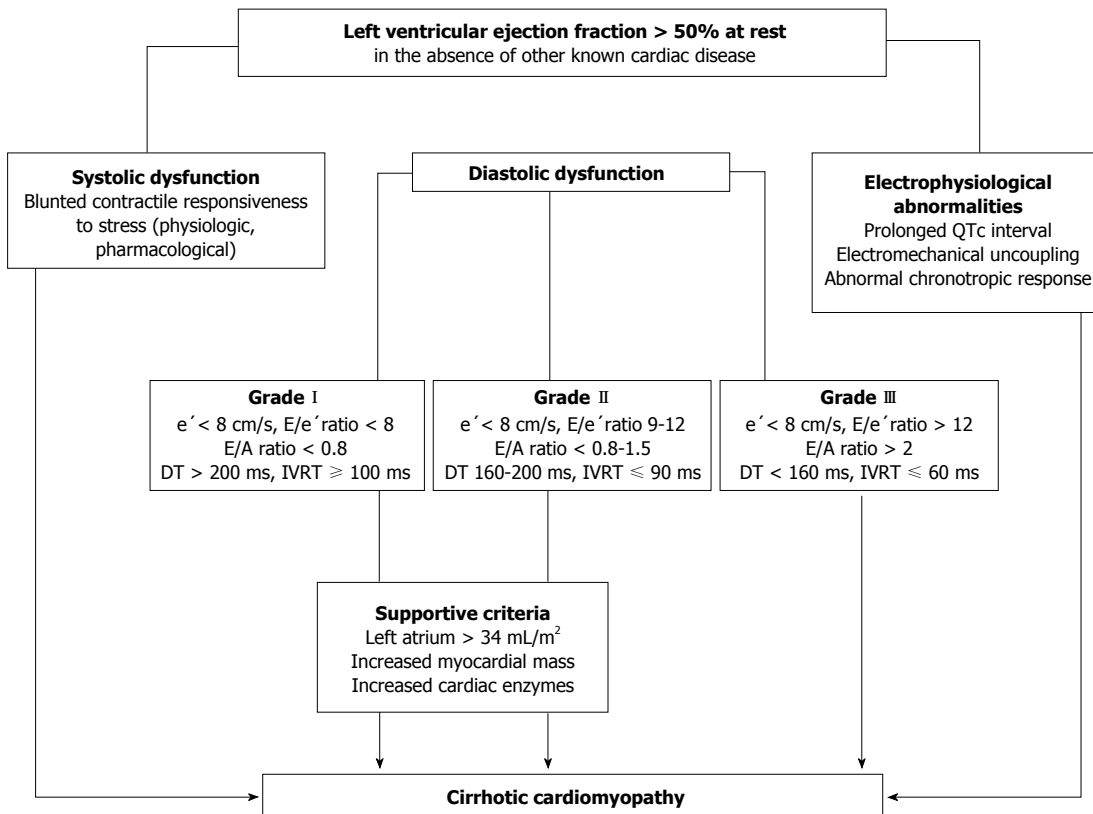 Left ventricular ejection fraction > 50% at rest
in the absence of other known cardiac disease
Systolic dysfunction
Blunted contractile responsiveness
to stress (physiologic,
pharmacological)
Diastolic dysfunction
Electrophysiological
abnormalities
Prolonged QTc interval
Electromechanical uncoupling
Abnormal chronotropic response
Grade Ⅰ
e´< 8 cm/s, E/e´ratio < 8
E/A ratio < 0.8
DT > 200 ms, IVRT ≥ 100 ms
Grade Ⅱ
e´< 8 cm/s, E/e´ratio 9-12
E/A ratio < 0.8-1.5
DT 160-200 ms, IVRT ≤ 90 ms
Grade Ⅲ
e´< 8 cm/s, E/e´ratio > 12
E/A ratio > 2
DT < 160 ms, IVRT ≤ 60 ms
Supportive criteria
Left atrium > 34 mL/m²
Increased myocardial mass
Increased cardiac enzymes
Cirrhotic cardiomyopathy